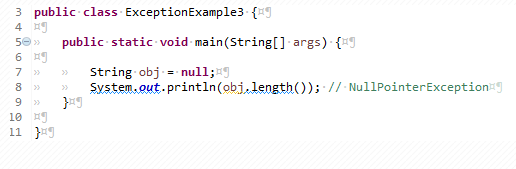 3 public class ExceptionExample3 {¤¶
4 ¤¶
5 » public static void main(String[] args) {¤¶
6 ¤¶
7 » » String obj = null;¤¶
8 » » System.out.println(obj.length()); // NullPointerException¤¶
9 » }¤¶
10 ¤¶
11 }¤¶